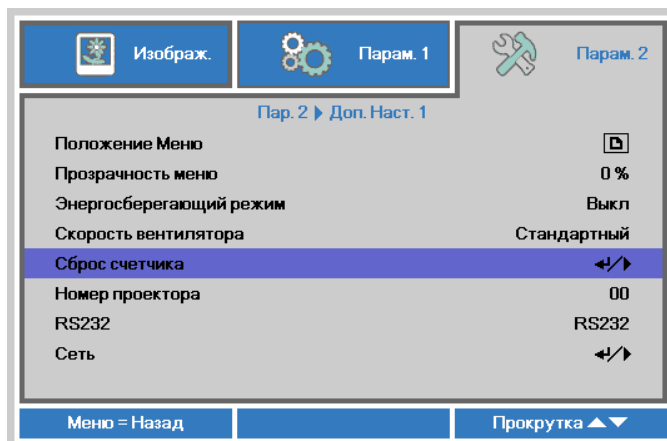 Изображ.
Парам. 1
Парам. 2
Пар. 2 Доп. Наст. 1
Положение Меню
Прозрачность меню 0 %
Энергосберегающий режим Выкл
Скорость вентилятора Стандартный
Сброс счетчика
Номер проектора 00
RS232 RS232
Сеть
Меню = Назад Прокрутка